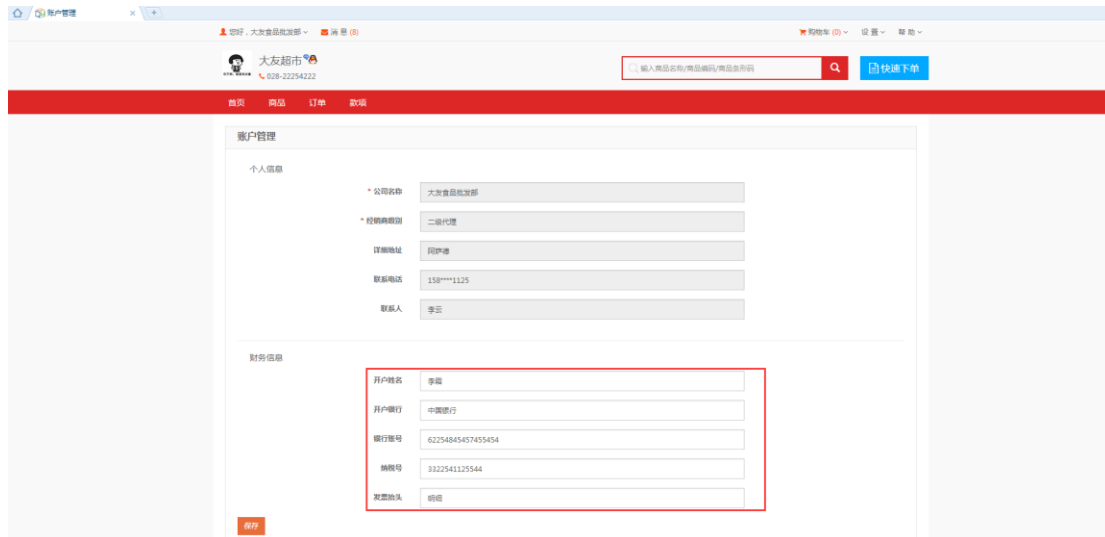 账户管理 × +
您好，大友食品批发部 消息(8) 购物车(0) 设置 帮助
大友超市
028-22254222
输入商品名称/商品编码/商品条形码
快速下单
首页 商品 订单 款项
账户管理
个人信息
* 公司名称 大友食品批发部
* 经销商级别 二级代理
详细地址 阿萨德
联系电话 158****1125
联系人 李云
财务信息
开户姓名 李霞
开户银行 中国银行
银行账号 62254845457455454
纳税号 3322541125544
发票抬头 明细
保存